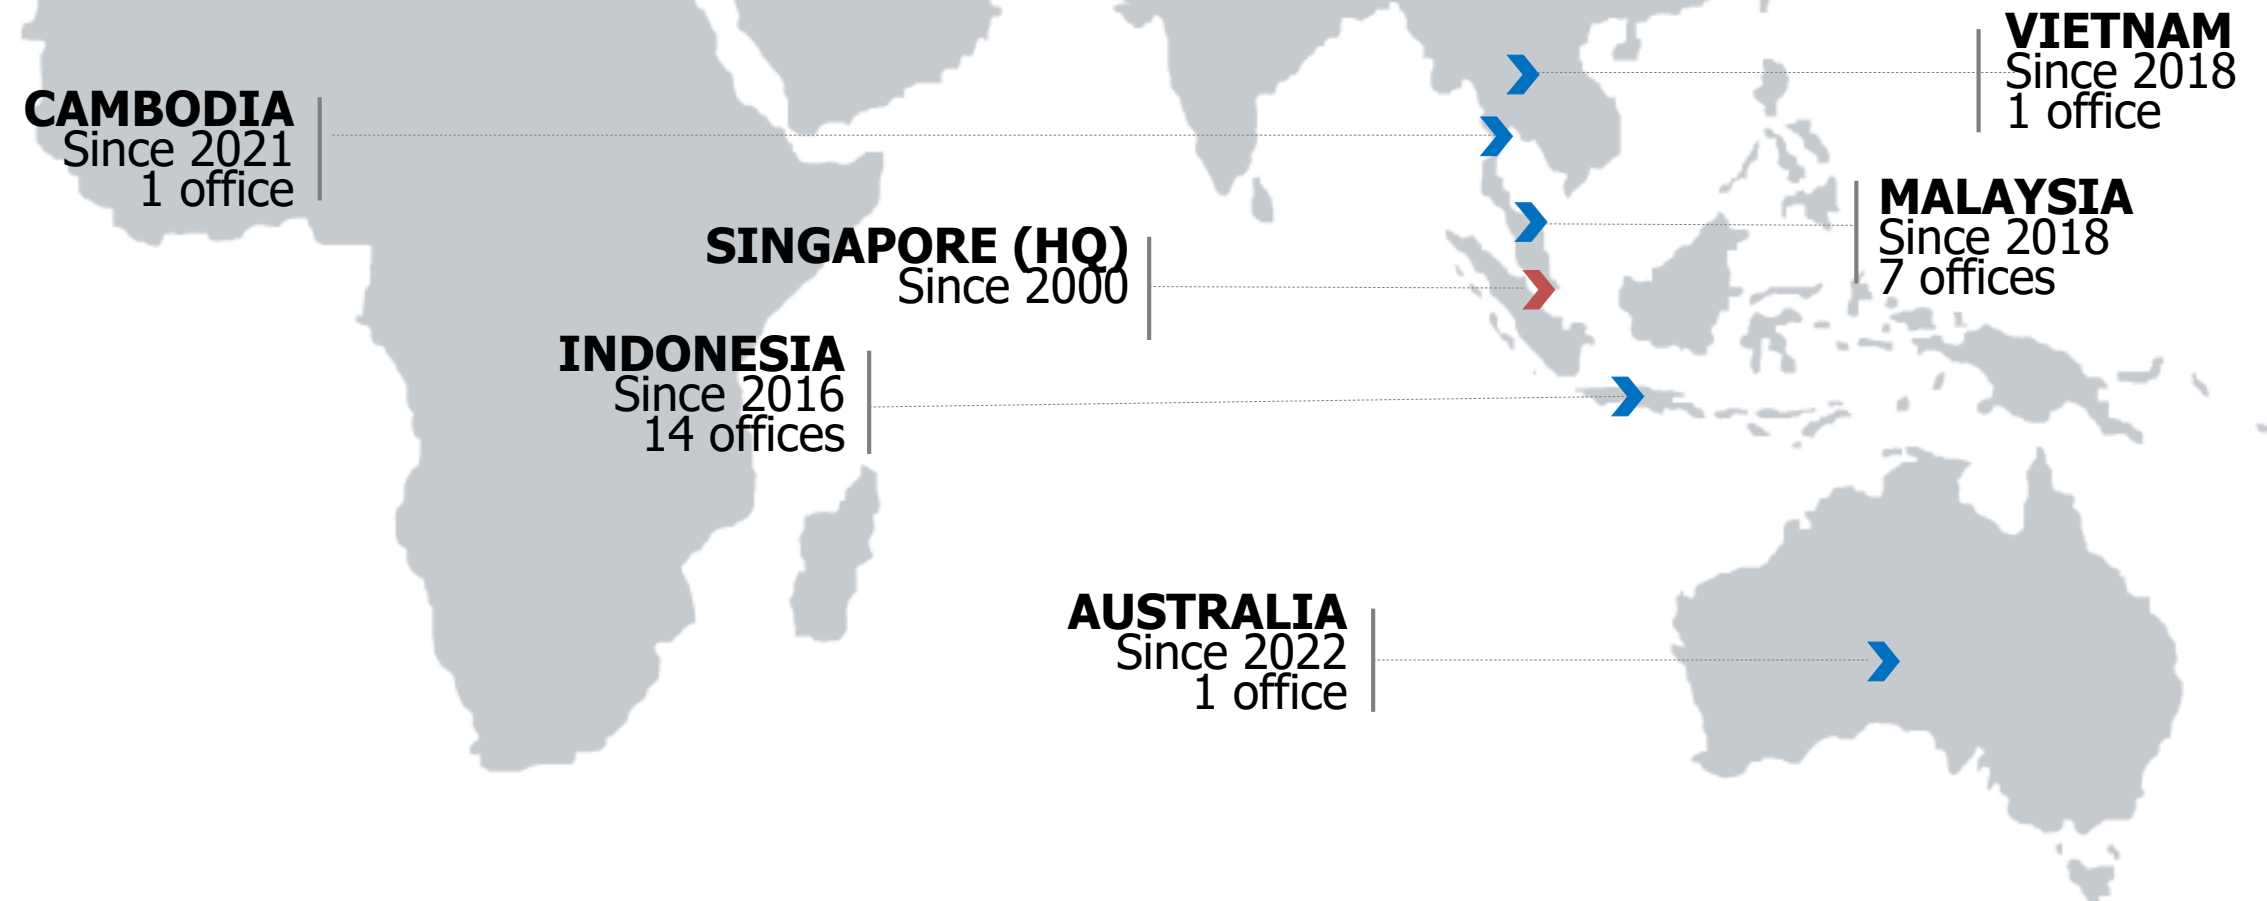 VIETNAM
Since 2018
1 office
CAMBODIA
Since 2021
1 office
MALAYSIA
Since 2018
7 offices
SINGAPORE (HQ)
Since 2000
INDONESIA
Since 2016
14 offices
AUSTRALIA
Since 2022
1 office